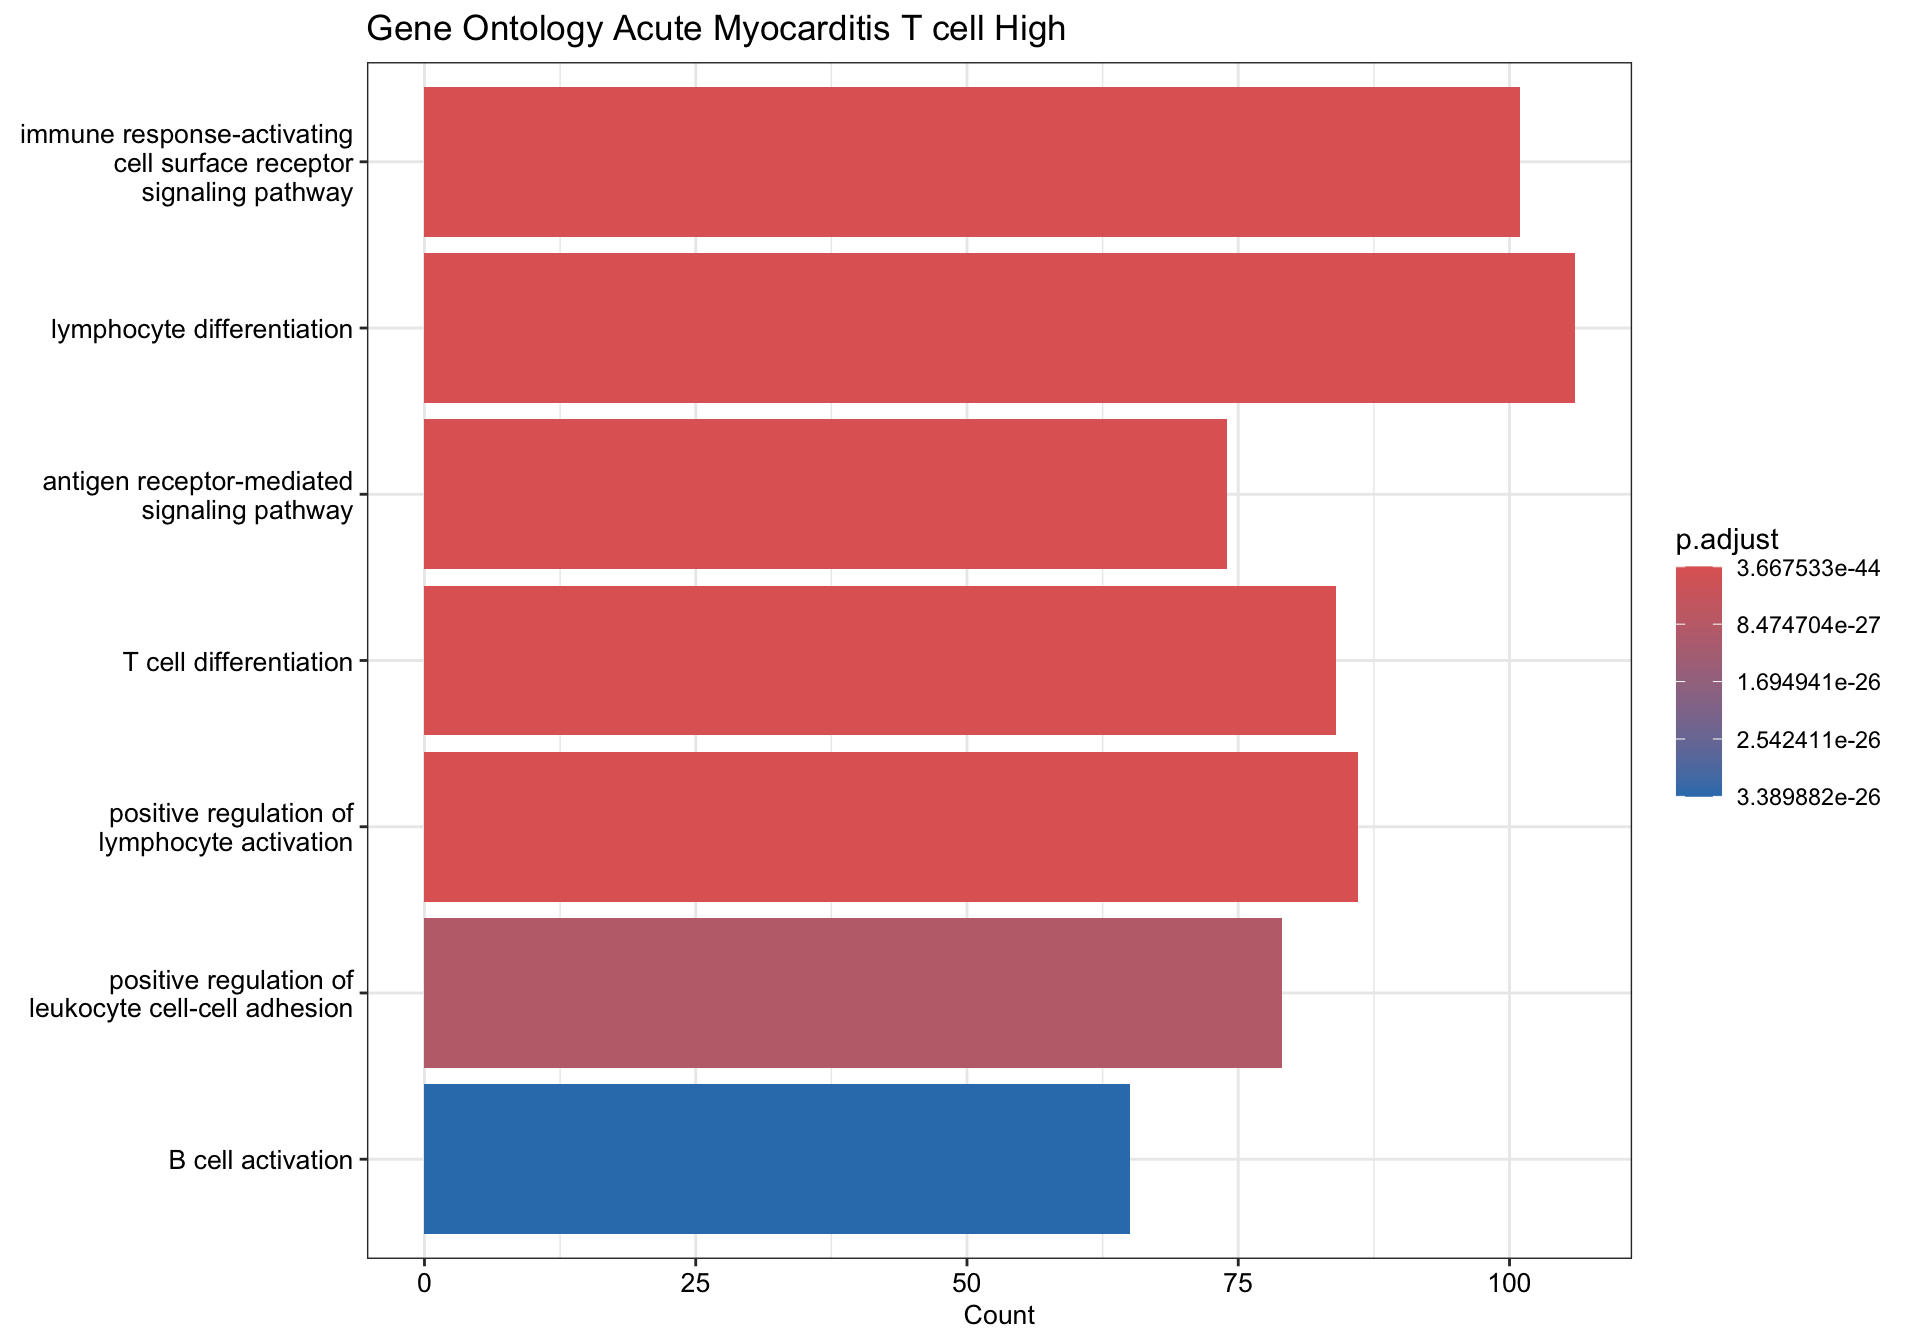 Gene Ontology Acute Myocarditis T cell High
immune response-activating
cell surface receptor
signaling pathway
lymphocyte differentiation
antigen receptor-mediated
signaling pathway
T cell differentiation
positive regulation of
lymphocyte activation
positive regulation of
leukocyte cell-cell adhesion
B cell activation
0 25 50 75 100
Count
p.adjust
3.667533e-44
8.474704e-27
1.694941e-26
2.542411e-26
3.389882e-26